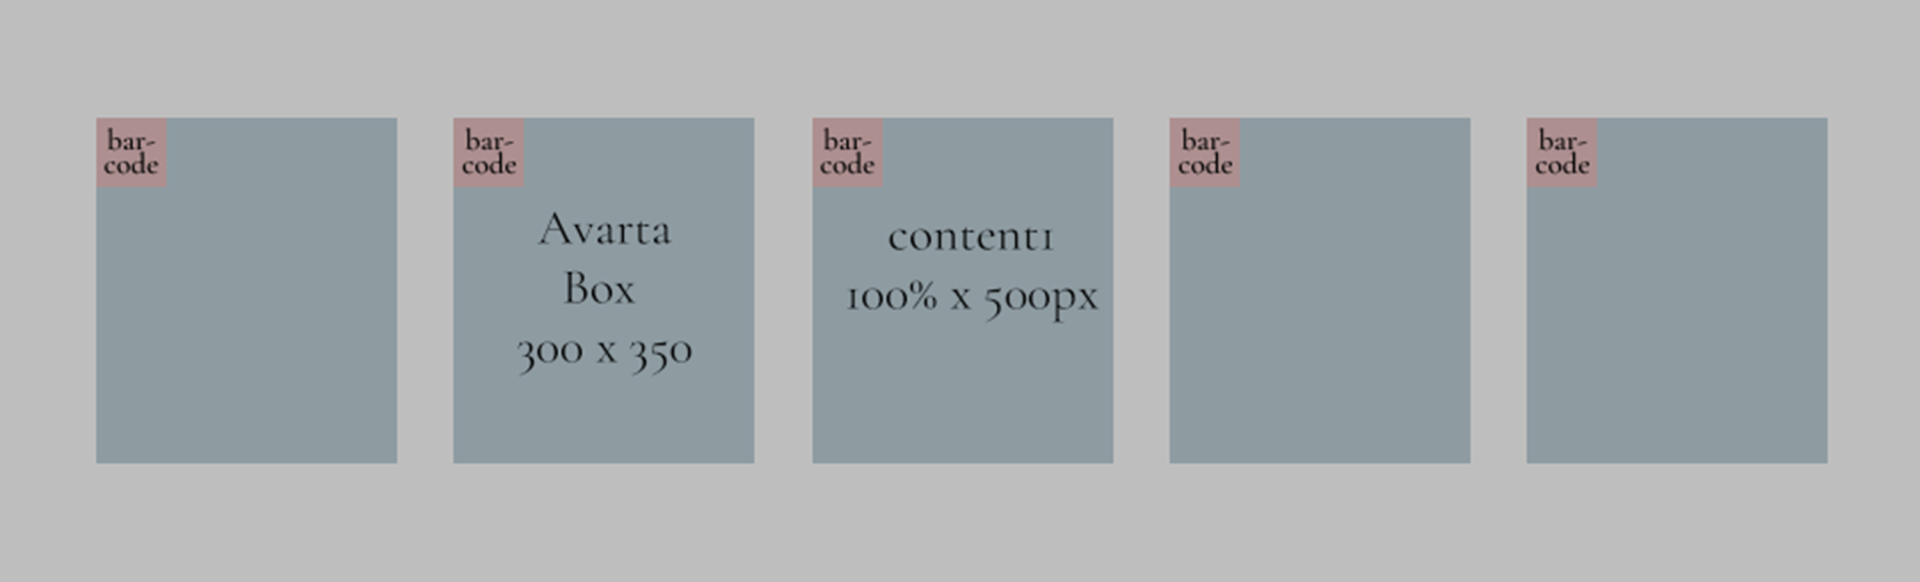 bar-
code
bar-
code
Avarta
Box
300 x 350
bar-
code
content1
100% x 500px
bar-
code
bar-
code